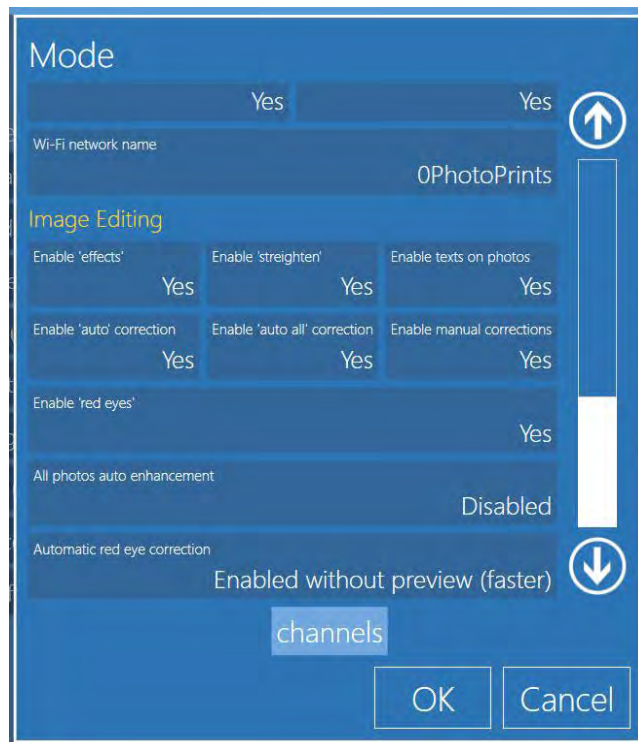 Mode
Yes Yes
Wi-Fi network name
0PhotoPrints
Image Editing
Enable 'effects' Enable 'streighten' Enable texts on photos
Yes Yes Yes
Enable 'auto' correction Enable 'auto all' correction Enable manual corrections
Yes Yes Yes
Enable 'red eyes'
Yes
All photos auto enhancement
Disabled
Automatic red eye correction
Enabled without preview (faster)
channels
OK Cancel